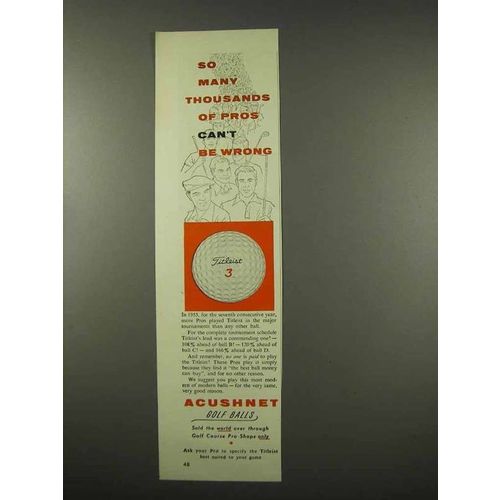 SO
MANY
THOUSANDS
OF PROS
CAN'T
BE WRONG
Titleist
3
In 1955, for the seventh consecutive year,
more Pros played Titleist in the major
tournaments than any other ball.
For the complete tournament schedule
Titleist's lead was a commanding one! —
104% ahead of ball B! — 120% ahead of
ball C! — and 166% ahead of ball D.
And remember, no one is paid to play
the Titleist! These Pros play it simply
because they find it "the best ball money
can buy", and for no other reason.
We suggest you play this most mod-
ern of modern balls — for the very same,
very good reason.
ACUSHNET
GOLF BALLS
Sold the world over through
Golf Course Pro Shops only
Ask your Pro to specify the Titleist
best suited to your game
48